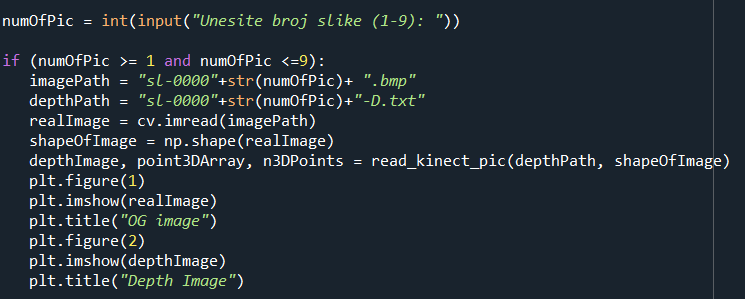 numOfPic = int(input("Unesite broj slike (1-9): "))

if (numOfPic >= 1 and numOfPic <=9):
    imagePath = "sl-0000"+str(numOfPic)+ ".bmp"
    depthPath = "sl-0000"+str(numOfPic)+"-D.txt"
    realImage = cv.imread(imagePath)
    shapeOfImage = np.shape(realImage)
    depthImage, point3DArray, n3DPoints = read_kinect_pic(depthPath, shapeOfImage)
    plt.figure(1)
    plt.imshow(realImage)
    plt.title("OG image")
    plt.figure(2)
    plt.imshow(depthImage)
    plt.title("Depth Image")